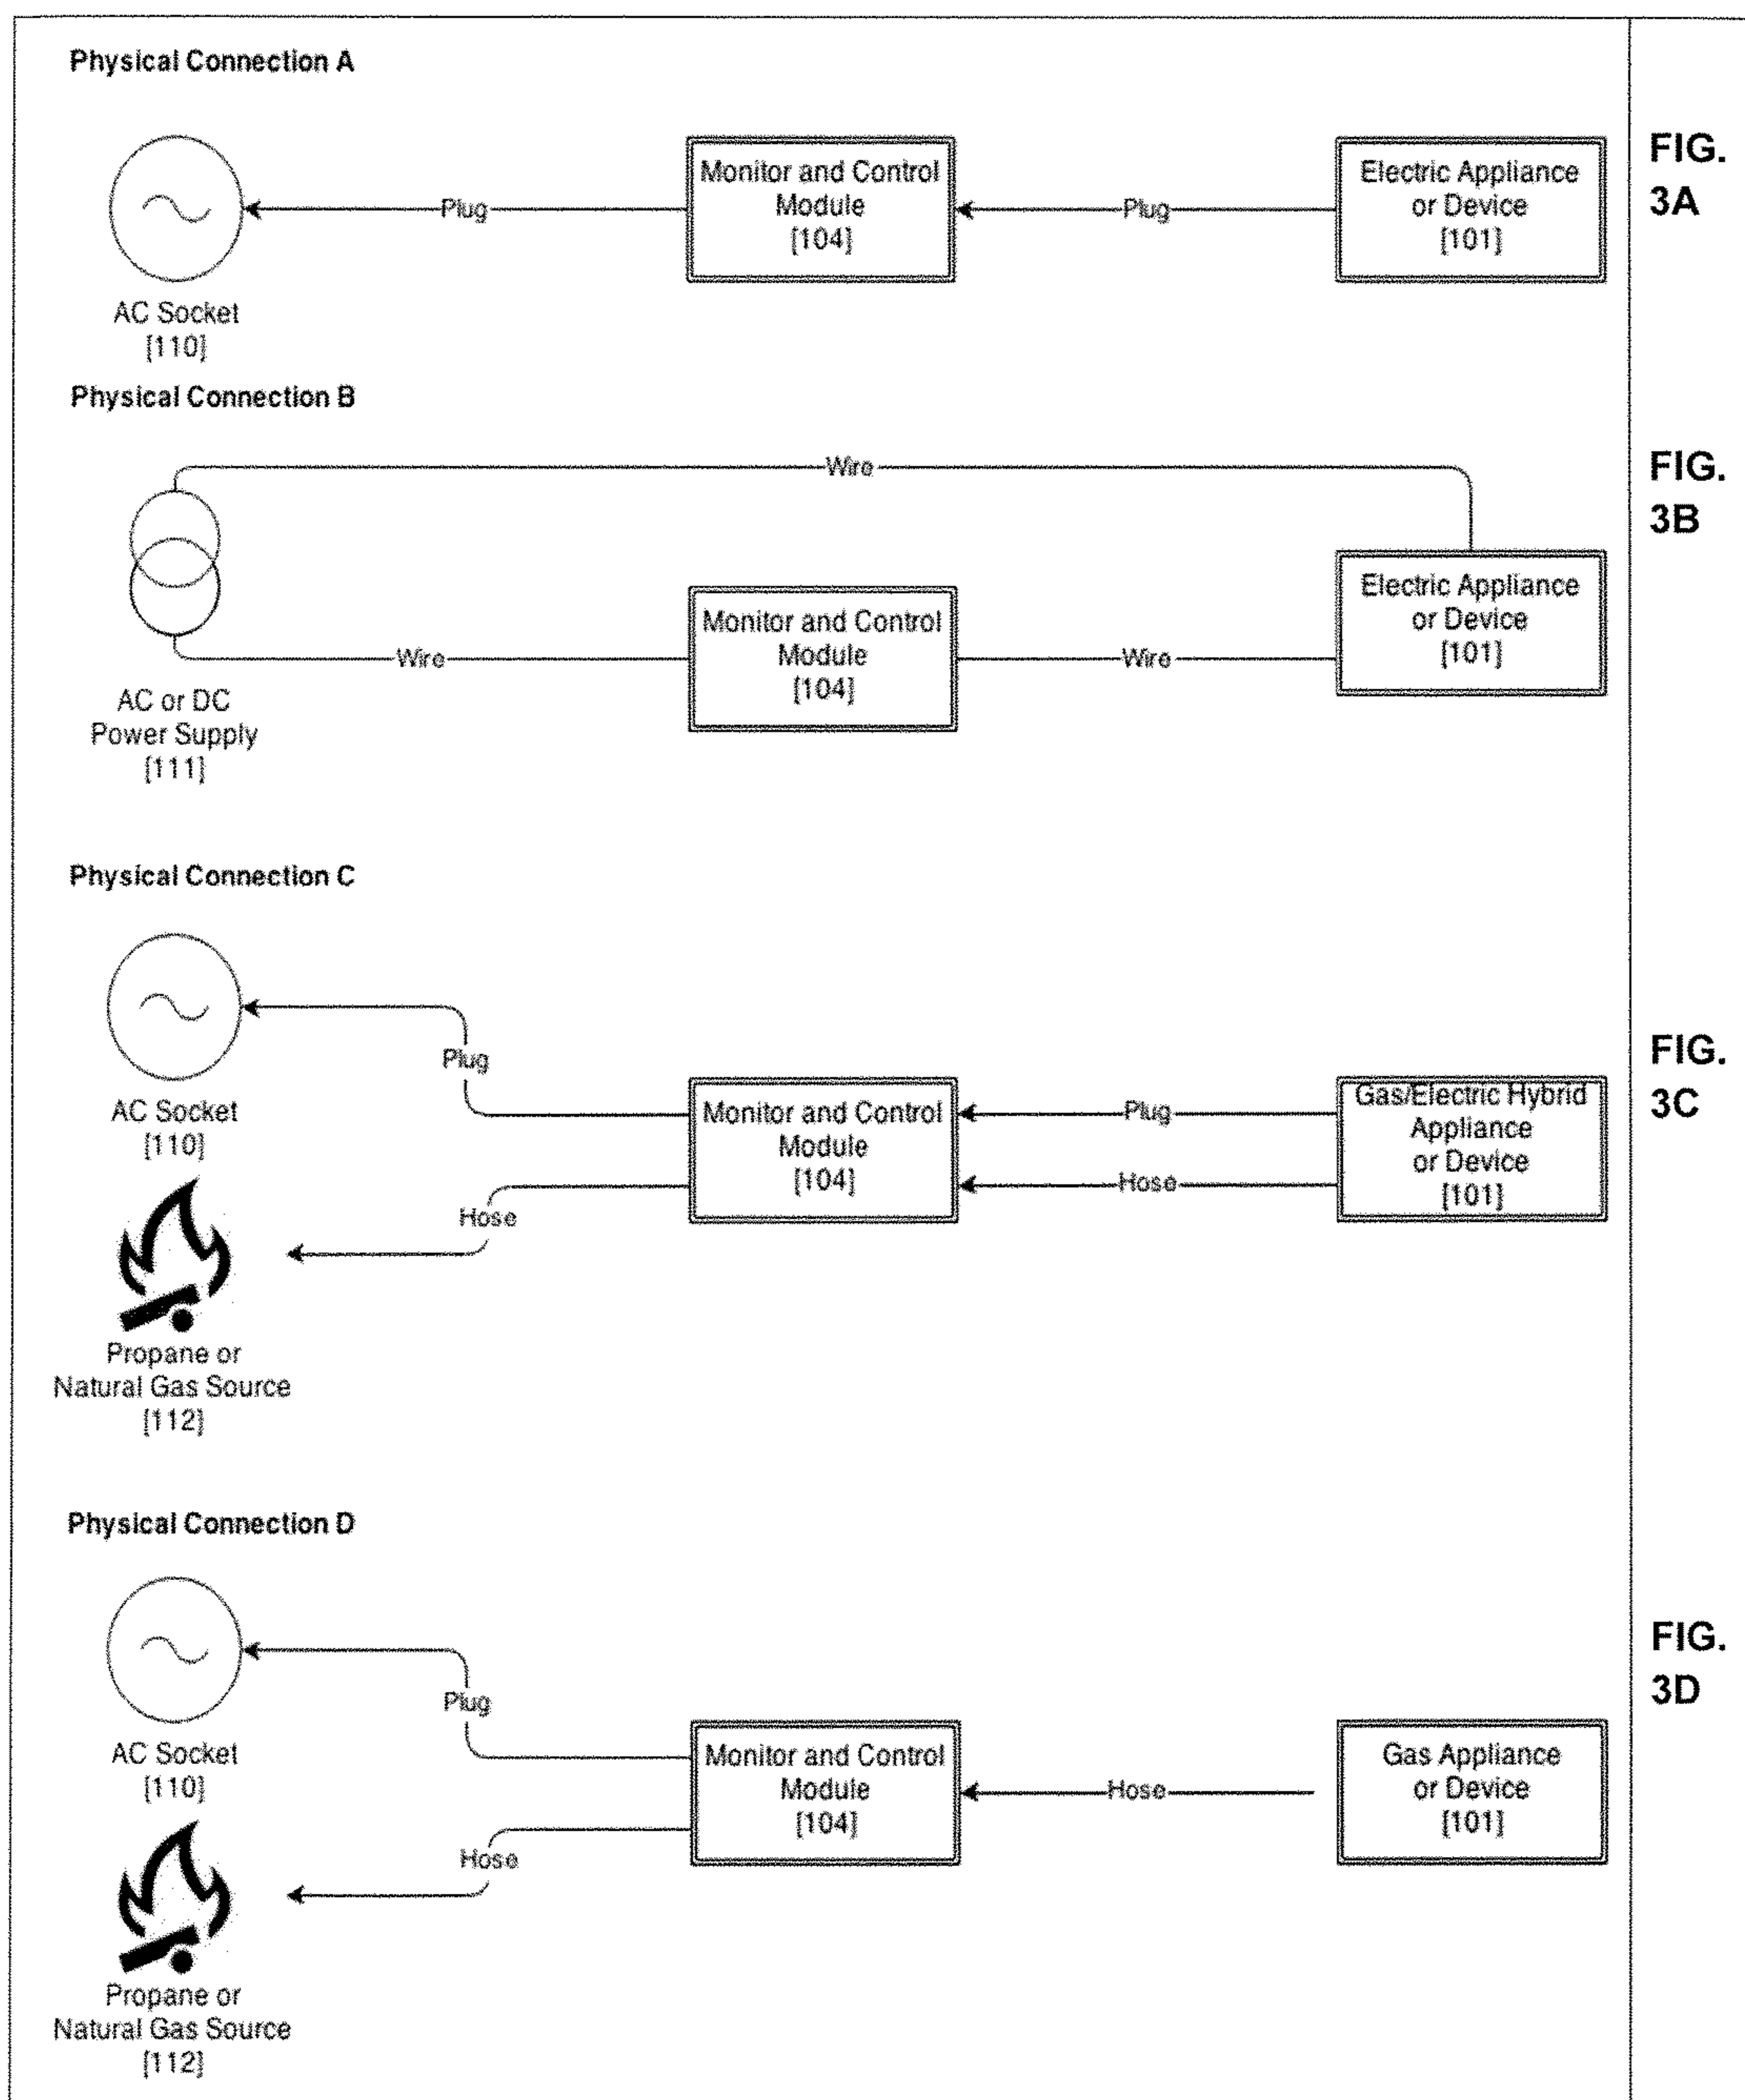 Physical Connection A
FIG.
3A
Plug
Monitor and Control
Module
[104]
Plug
Electric Appliance
or Device
[101]
AC Socket
[110]
Physical Connection B
FIG.
3B
Wire
Wire
Monitor and Control
Module
[104]
Wire
Electric Appliance
or Device
[101]
AC or DC
Power Supply
[111]
Physical Connection C
FIG.
3C
Plug
AC Socket
[110]
Monitor and Control
Module
[104]
Plug
Hose
Gas/Electric Hybrid
Appliance
or Device
[101]
Hose
Propane or
Natural Gas Source
[112]
Physical Connection D
FIG.
3D
Plug
AC Socket
[110]
Monitor and Control
Module
[104]
Hose
Gas Appliance
or Device
[101]
Hose
Propane or
Natural Gas Source
[112]